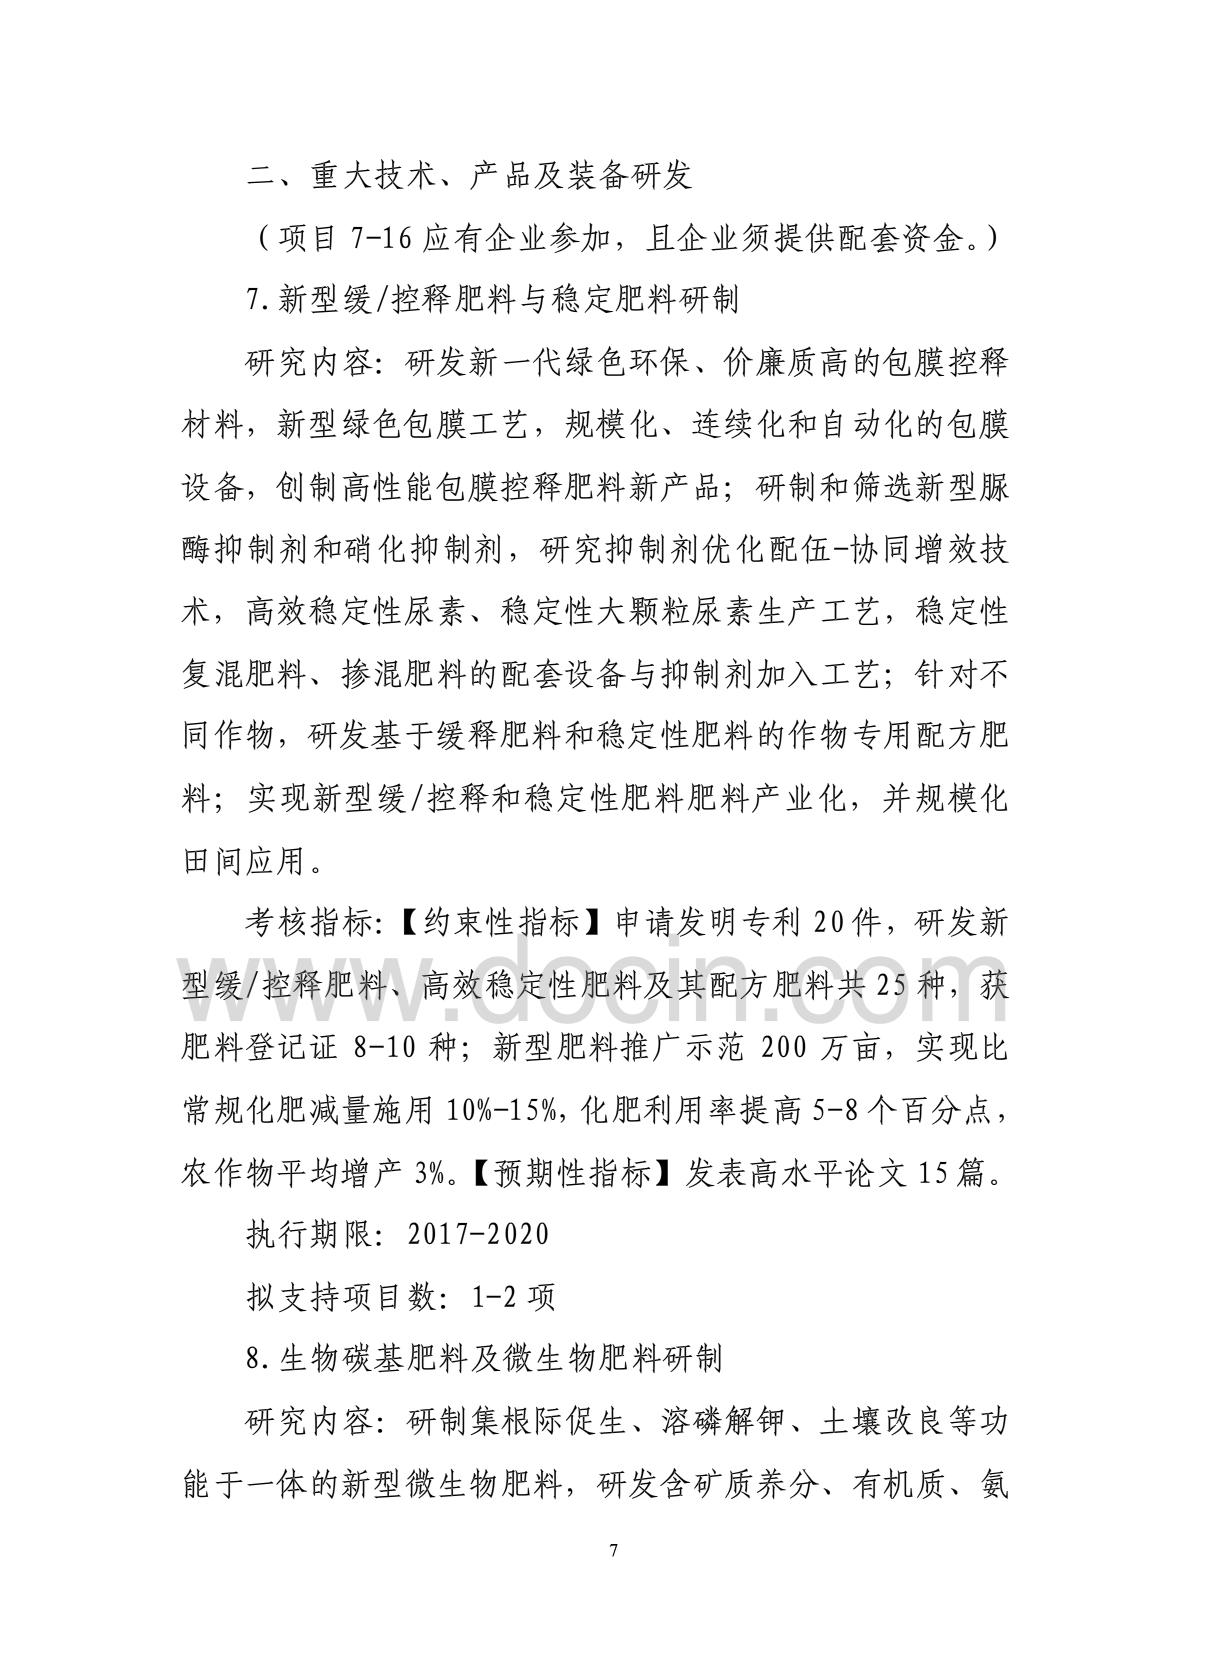 二、重大技术、产品及装备研发
（项目 7-16 应有企业参加，且企业须提供配套资金。）
7.新型缓/控释肥料与稳定肥料研制
研究内容：研发新一代绿色环保、价廉质高的包膜控释
材料，新型绿色包膜工艺，规模化、连续化和自动化的包膜
设备，创制高性能包膜控释肥料新产品；研制和筛选新型脲
酶抑制剂和硝化抑制剂，研究抑制剂优化配伍-协同增效技
术，高效稳定性尿素、稳定性大颗粒尿素生产工艺，稳定性
复混肥料、掺混肥料的配套设备与抑制剂加入工艺；针对不
同作物，研发基于缓释肥料和稳定性肥料的作物专用配方肥
料；实现新型缓/控释和稳定性肥料肥料产业化，并规模化
田间应用。
考核指标：【约束性指标】申请发明专利 20 件，研发新
型缓/控释肥料、高效稳定性肥料及其配方肥料共 25 种，获
肥料登记证 8-10 种；新型肥料推广示范 200 万亩，实现比
常规化肥减量施用 10%-15%，化肥利用率提高 5-8 个百分点，
农作物平均增产 3%。【预期性指标】发表高水平论文 15 篇。
执行期限：2017-2020
拟支持项目数：1-2 项
8.生物碳基肥料及微生物肥料研制
研究内容：研制集根际促生、溶磷解钾、土壤改良等功
能于一体的新型微生物肥料，研发含矿质养分、有机质、氨
7
www.docin.com